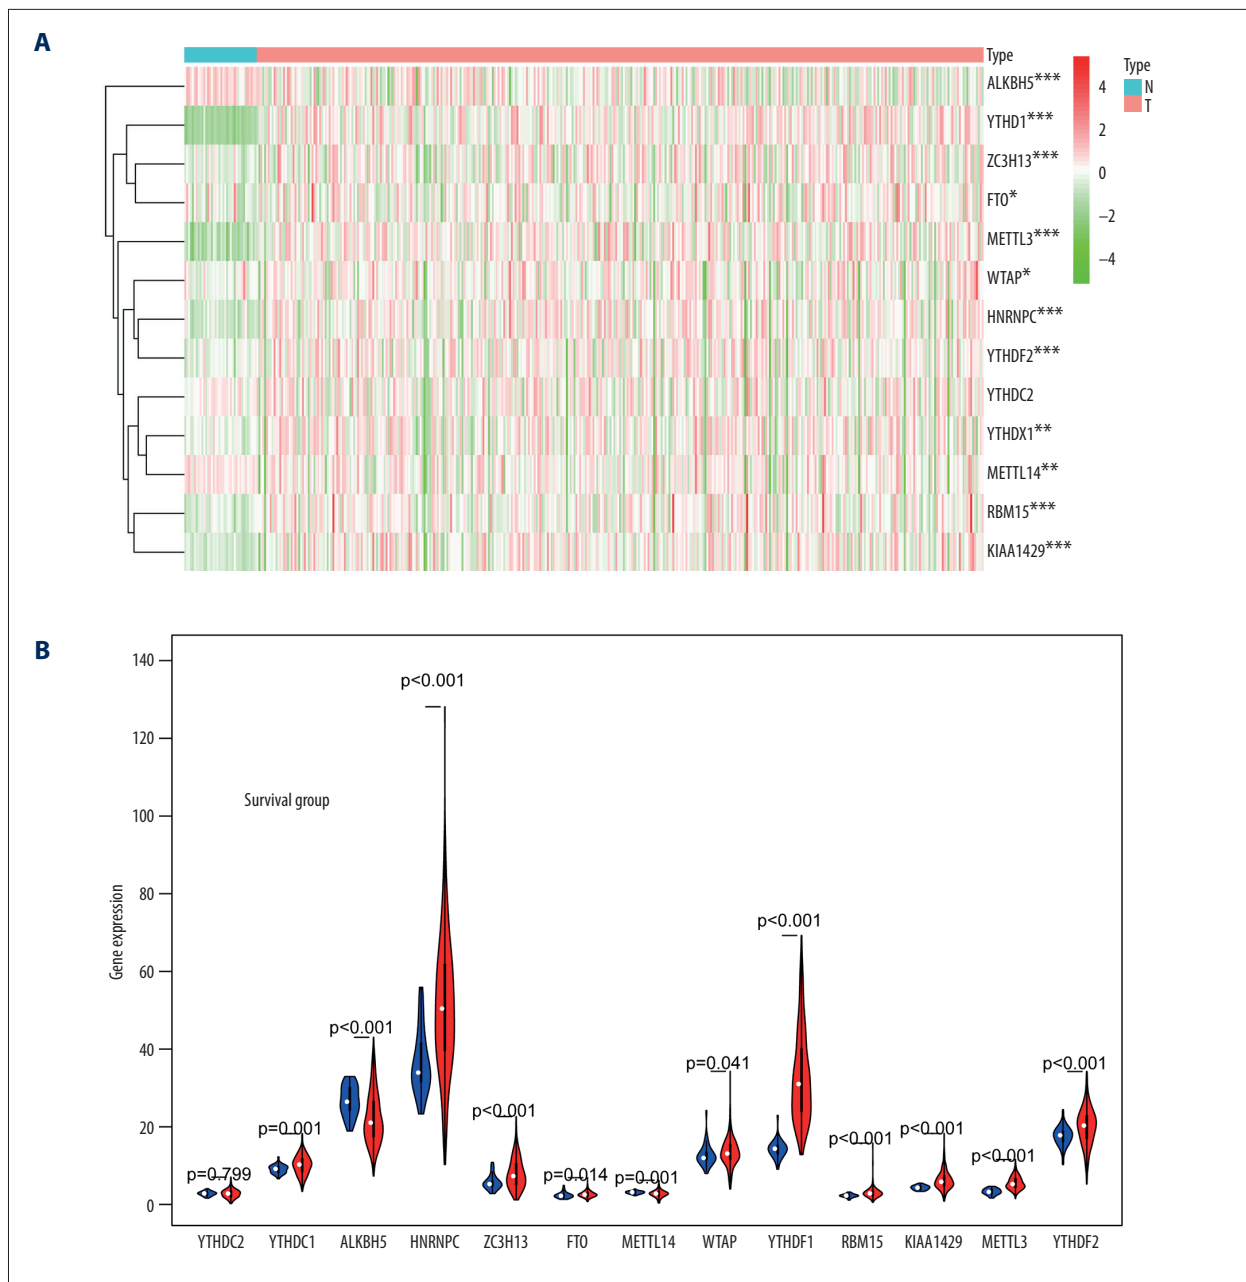 A
Type
ALKBH5***
YTHD1***
ZC3H13***
FTO*
METTL3***
WTAP*
HNRNPC***
YTHDF2***
YTHDC2
YTHDX1**
METTL14**
RBM15***
KIAA1429***
4
2
0
−2
−4
Type
N
T
B
Gene expression
140
120
100
80
60
40
20
0
Survival group
p=0.799
p=0.001
p<0.001
p<0.001
p<0.001
p=0.014
p=0.001
p=0.041
p<0.001
p<0.001
p<0.001
p<0.001
p<0.001
YTHDC2 YTHDC1 ALKBH5 HNRNPC ZC3H13 FTO METTL14 WTAP YTHDF1 RBM15 KIAA1429 METTL3 YTHDF2